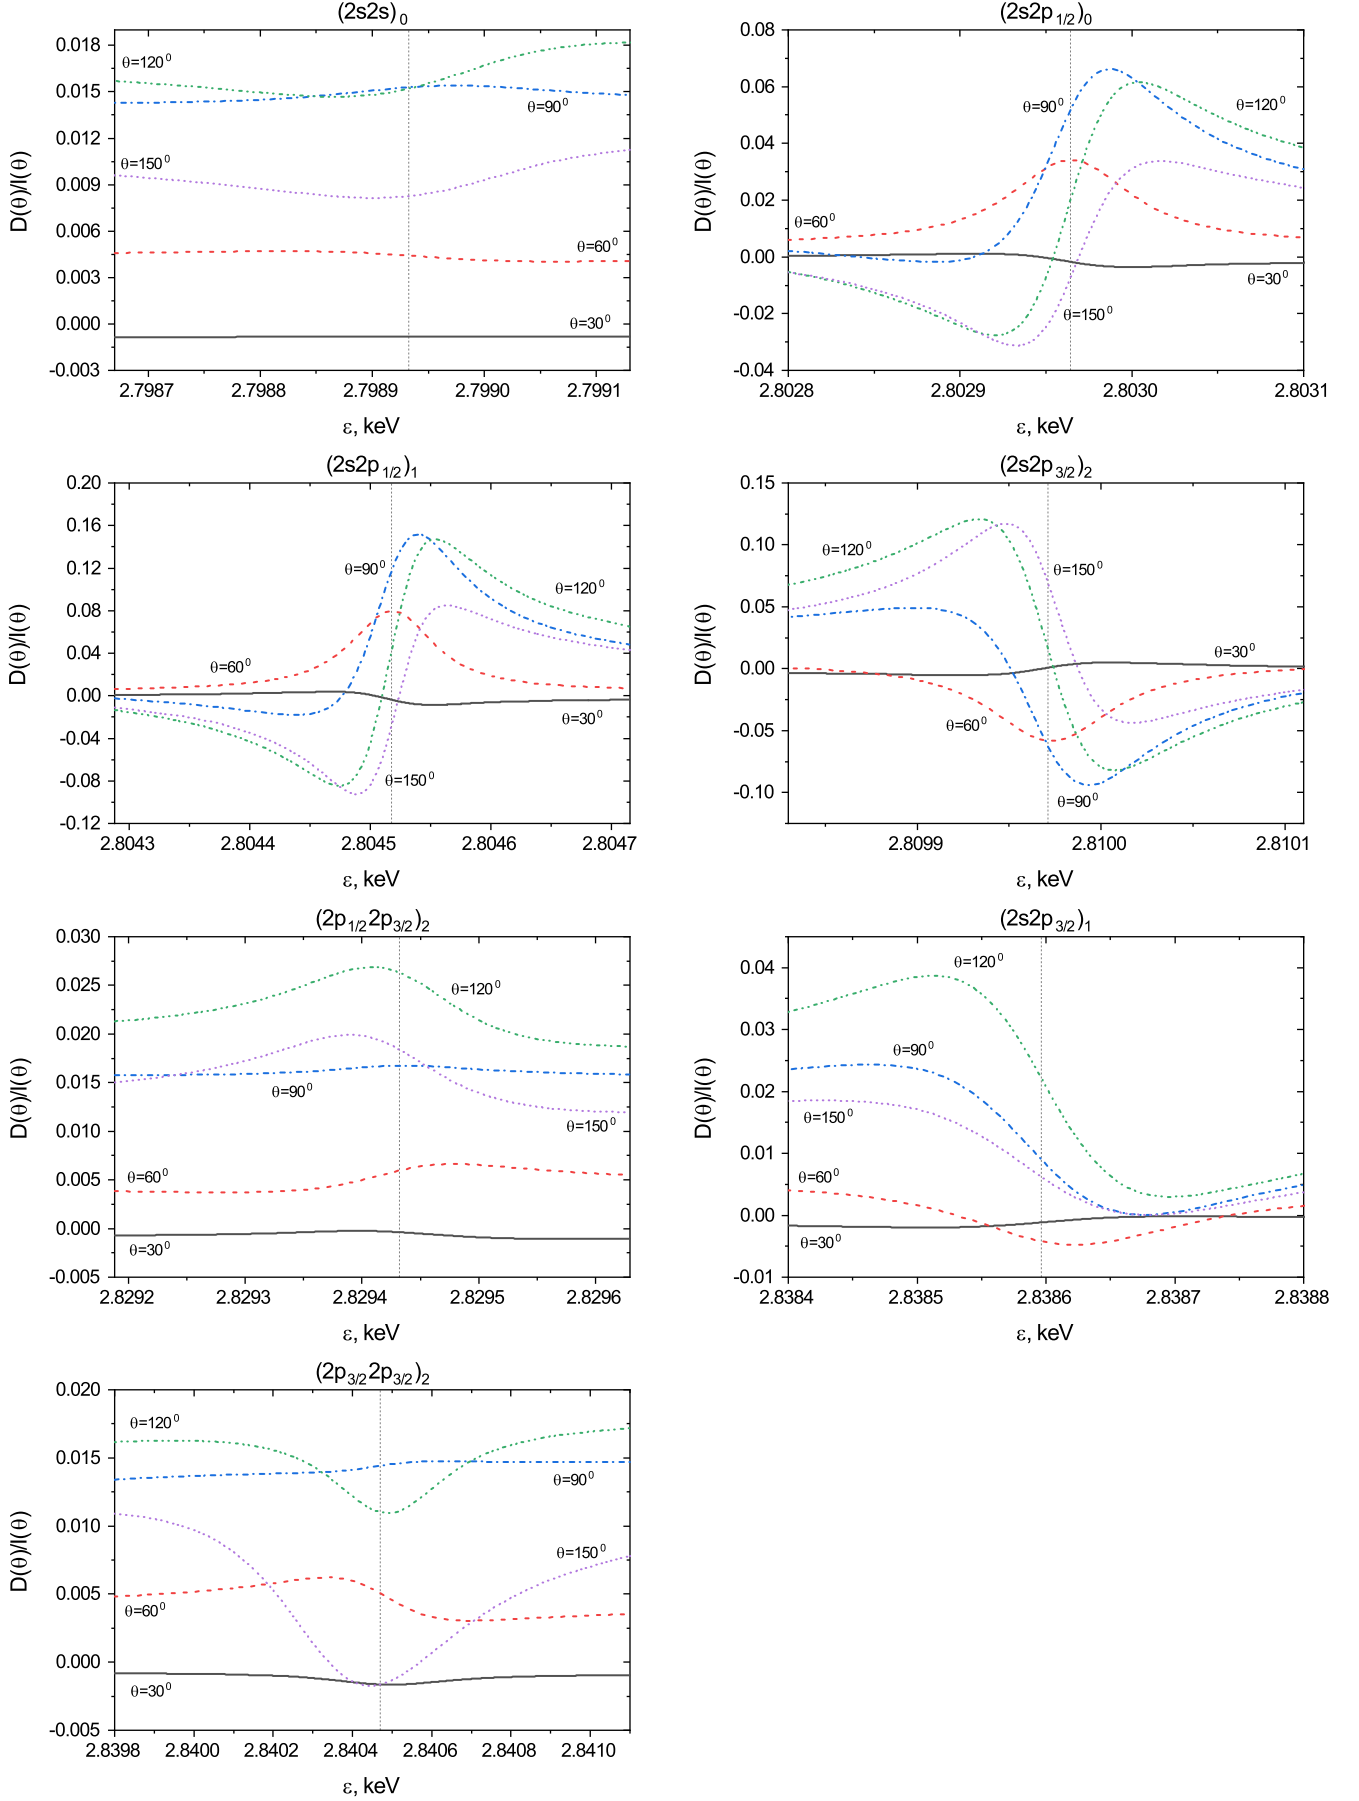 (2s2s)₀
D(θ)/I(θ)
0.018
0.015
0.012
0.009
0.006
0.003
0.000
-0.003
θ=120⁰
θ=90⁰
θ=150⁰
θ=60⁰
θ=30⁰
2.7987 2.7988 2.7989 2.7990 2.7991
ε, keV
(2s2p₁/₂)₀
D(θ)/I(θ)
0.08
0.06
0.04
0.02
0.00
-0.02
-0.04
θ=90⁰
θ=120⁰
θ=60⁰
θ=30⁰
θ=150⁰
2.8028 2.8029 2.8030 2.8031
ε, keV
(2s2p₁/₂)₁
D(θ)/I(θ)
0.20
0.16
0.12
0.08
0.04
0.00
-0.04
-0.08
-0.12
θ=90⁰
θ=120⁰
θ=60⁰
θ=30⁰
θ=150⁰
2.8043 2.8044 2.8045 2.8046 2.8047
ε, keV
(2s2p₃/₂)₂
D(θ)/I(θ)
0.15
0.10
0.05
0.00
-0.05
-0.10
θ=120⁰
θ=150⁰
θ=30⁰
θ=60⁰
θ=90⁰
2.8099 2.8100 2.8101
ε, keV
(2p₁/₂2p₃/₂)₂
D(θ)/I(θ)
0.030
0.025
0.020
0.015
0.010
0.005
0.000
-0.005
θ=120⁰
θ=90⁰
θ=150⁰
θ=60⁰
θ=30⁰
2.8292 2.8293 2.8294 2.8295 2.8296
ε, keV
(2s2p₃/₂)₁
D(θ)/I(θ)
0.04
0.03
0.02
0.01
0.00
-0.01
θ=120⁰
θ=90⁰
θ=150⁰
θ=60⁰
θ=30⁰
2.8384 2.8385 2.8386 2.8387 2.8388
ε, keV
(2p₃/₂2p₃/₂)₂
D(θ)/I(θ)
0.020
0.015
0.010
0.005
0.000
-0.005
θ=120⁰
θ=90⁰
θ=150⁰
θ=60⁰
θ=30⁰
2.8398 2.8400 2.8402 2.8404 2.8406 2.8408 2.8410
ε, keV